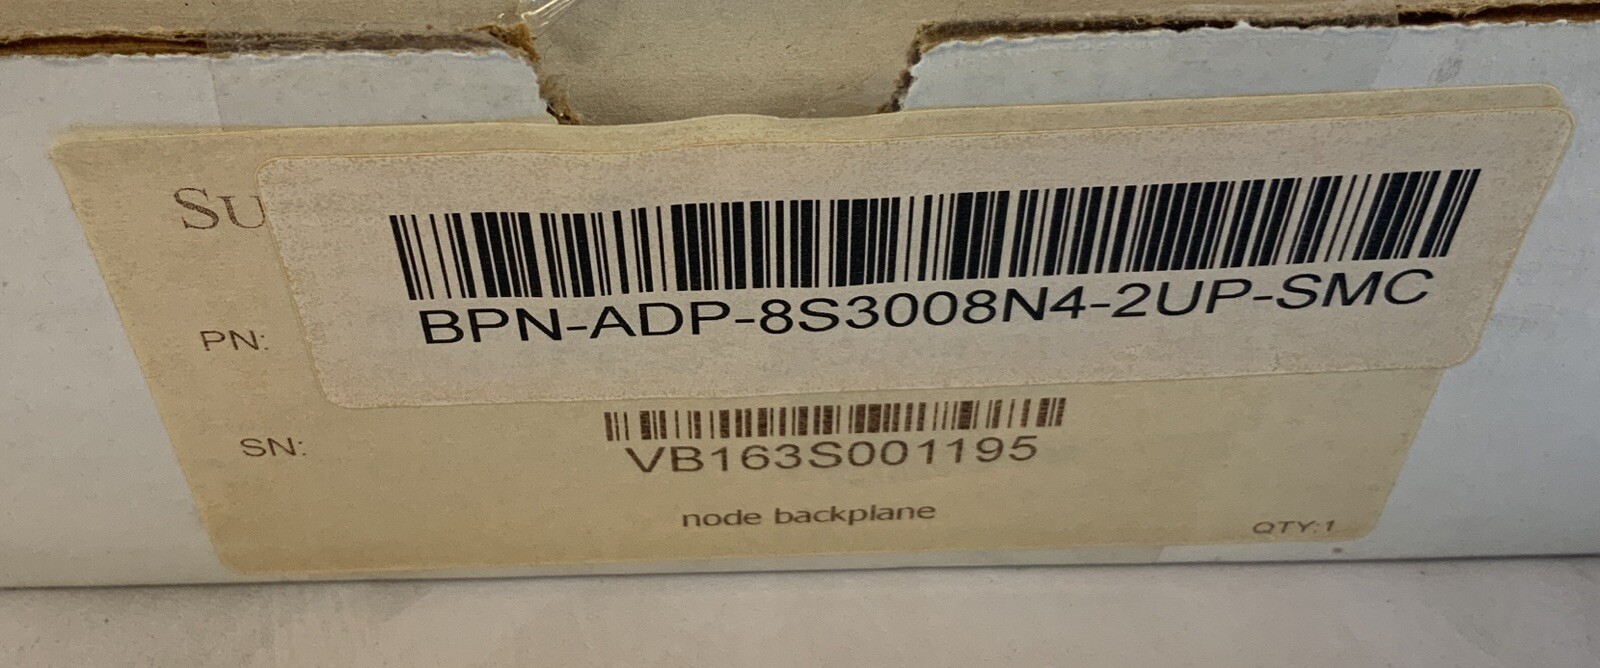 SU
BPN-ADP-8S3008N4-2UP-SMC
PN:
SN:
VB163S001195
node backplane
QTY:1